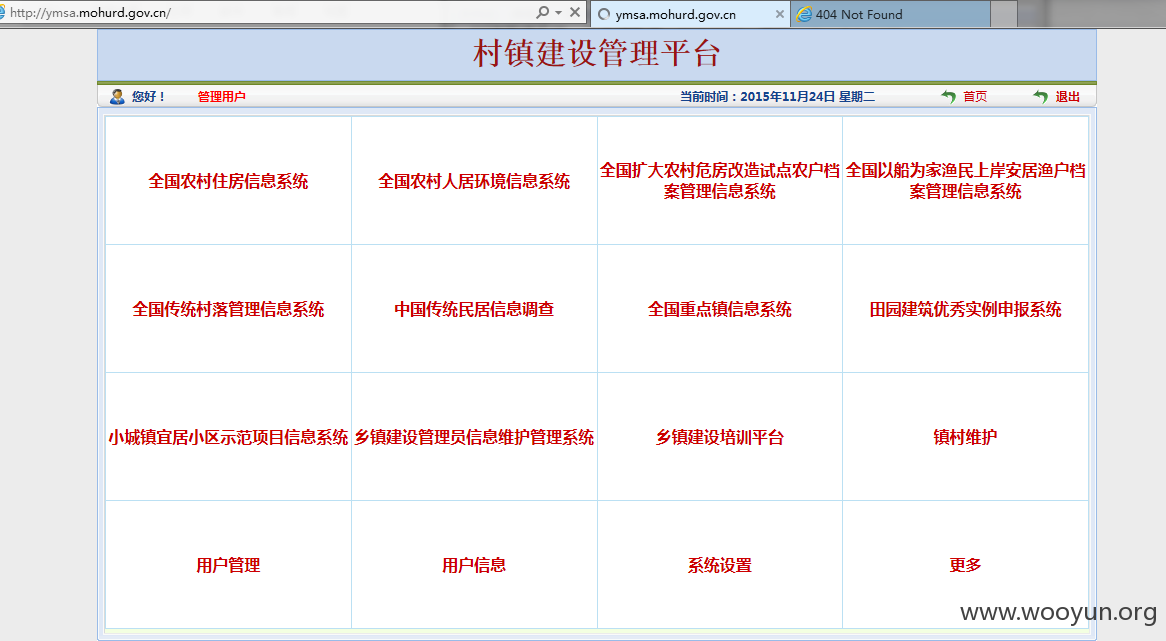 http://ymsa.mohurd.gov.cn/
ymsa.mohurd.gov.cn
404 Not Found
村镇建设管理平台
您好！ 管理用户 当前时间：2015年11月24日 星期二 首页 退出
全国农村住房信息系统
全国农村人居环境信息系统
全国扩大农村危房改造试点农户档
案管理信息系统
全国以船为家渔民上岸安居渔户档
案管理信息系统
全国传统村落管理信息系统
中国传统民居信息调查
全国重点镇信息系统
田园建筑优秀实例申报系统
小城镇宜居小区示范项目信息系统
乡镇建设管理员信息维护管理系统
乡镇建设培训平台
镇村维护
用户管理
用户信息
系统设置
更多
www.wooyun.org